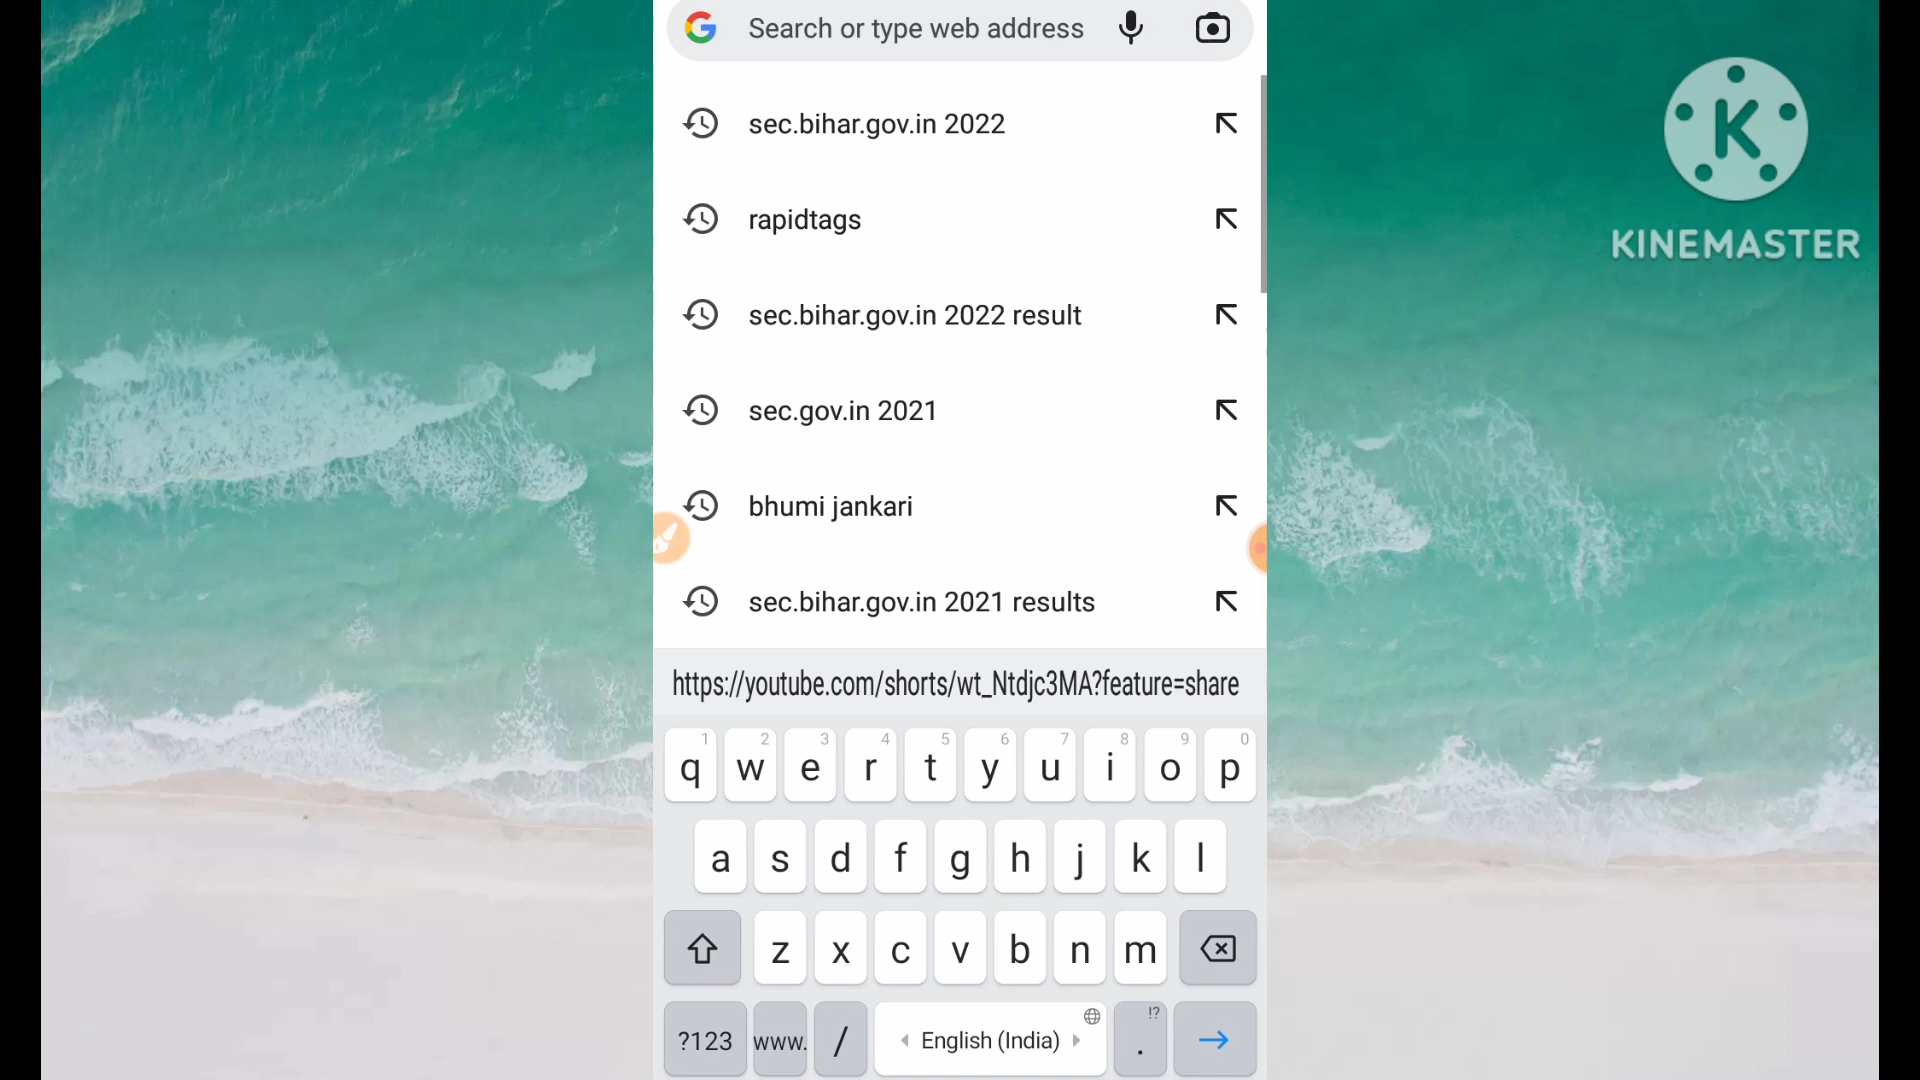 Search or type web address
K
KINEMASTER
sec.bihar.gov.in 2022
rapidtags
sec.bihar.gov.in 2022 result
sec.gov.in 2021
bhumi jankari
sec.bihar.gov.in 2021 results
https://youtube.com/shorts/wt_Ntdjc3MA?feature=share
1 2 3 4 5 6 7 8 9 0
q w e r t y u i o p
a s d f g h j k l
z x c v b n m
!?
?123 www. / English (India) .